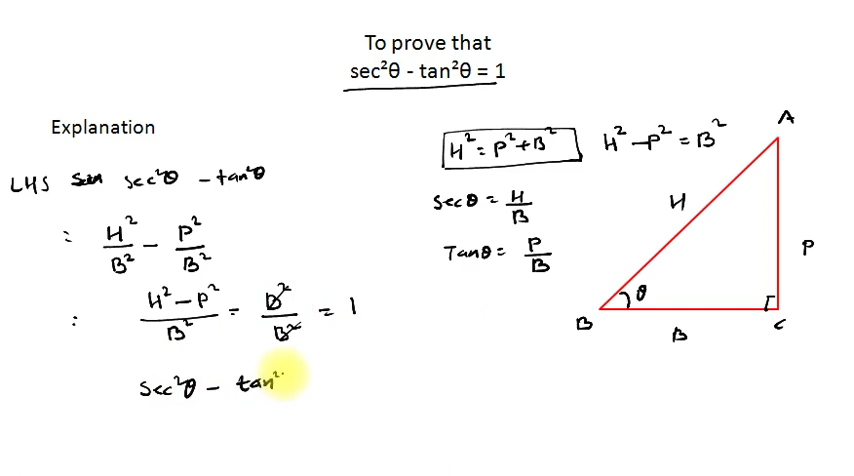 To prove that
sec²θ - tan²θ = 1
Explanation
LHS sec²θ - tan²θ
: H²/B² - P²/B²
: H² - P²/B² = B²/B² = 1
sec²θ - tan²
H² = P² + B²
H² - P² = B²
secθ = H/B
Tanθ = P/B
A
H
P
θ
B
C
B